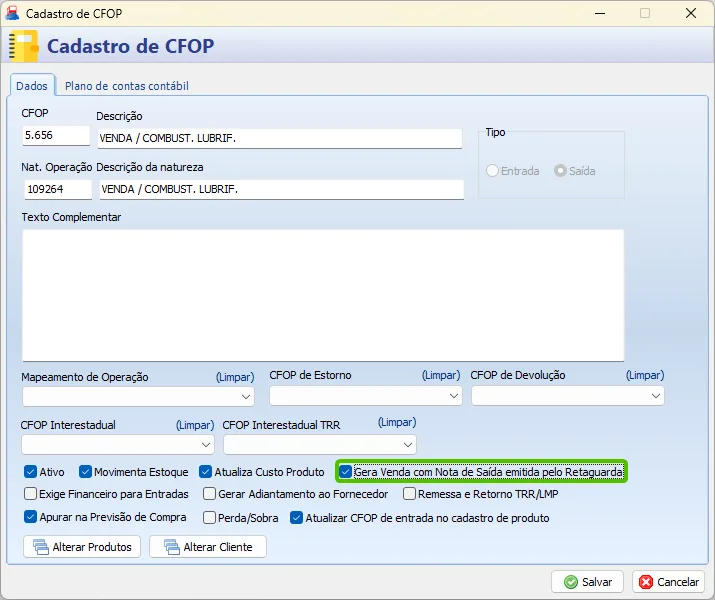 Cadastro de CFOP
Cadastro de CFOP
Dados Plano de contas contábil
CFOP Descrição
5.656 VENDA / COMBUST. LUBRIF.
Tipo
Entrada Saída
Nat. Operação Descrição da natureza
109264 VENDA / COMBUST. LUBRIF.
Texto Complementar
Mapeamento de Operação (Limpar) CFOP de Estorno (Limpar) CFOP de Devolução (Limpar)
CFOP Interestadual (Limpar) CFOP Interestadual TRR (Limpar)
Ativo Movimenta Estoque Atualiza Custo Produto Gera Venda com Nota de Saída emitida pelo Retaguarda
Exige Financeiro para Entradas Gerar Adiantamento ao Fornecedor Remessa e Retorno TRR/LMP
Apurar na Previsão de Compra Perda/Sobra Atualizar CFOP de entrada no cadastro de produto
Alterar Produtos Alterar Cliente
Salvar Cancelar